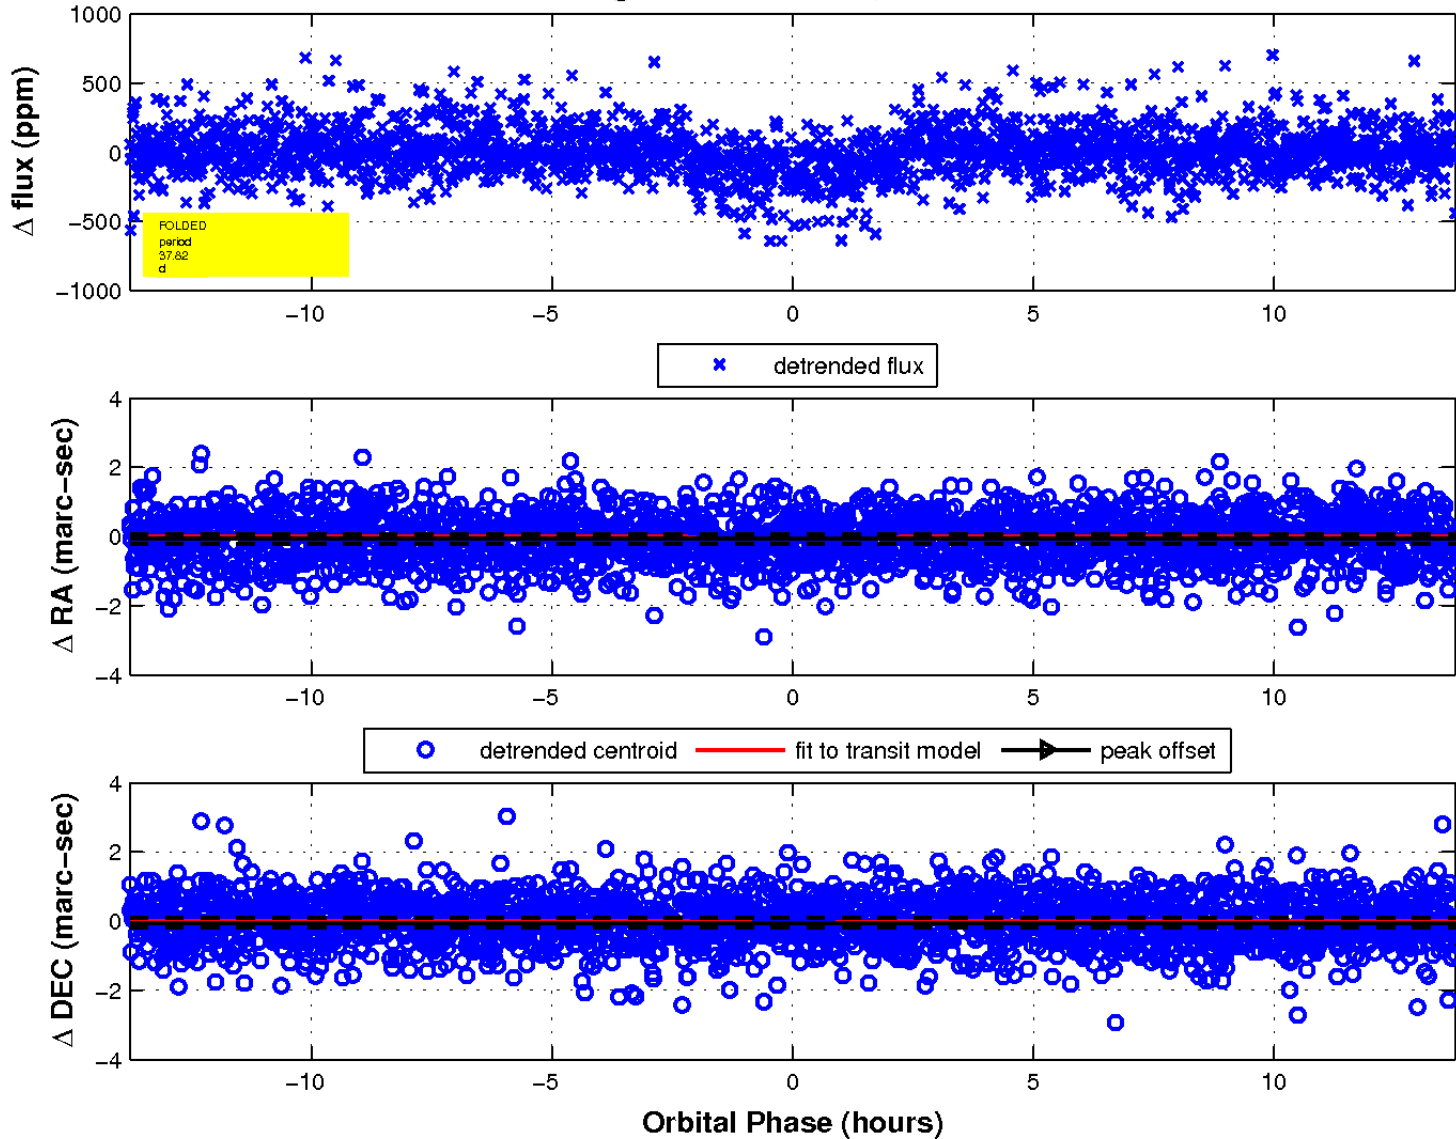 1000
500
0
−500
−1000
Δ flux (ppm)
FOLDED
period
37.82
d
−10 −5 0 5 10
detrended flux
4
2
0
−2
−4
Δ RA (marc−sec)
−10 −5 0 5 10
detrended centroid fit to transit model peak offset
4
2
0
−2
−4
Δ DEC (marc−sec)
−10 −5 0 5 10
Orbital Phase (hours)